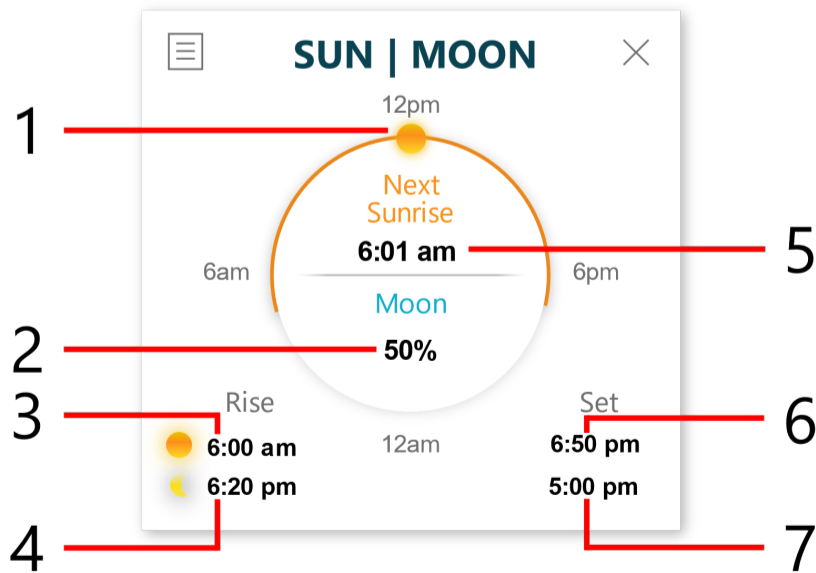 SUN | MOON
12pm
1
Next
Sunrise
6:01 am
5
6am
6pm
Moon
2
50%
Rise
Set
3
6
6:00 am
12am
6:50 pm
6:20 pm
5:00 pm
4
7